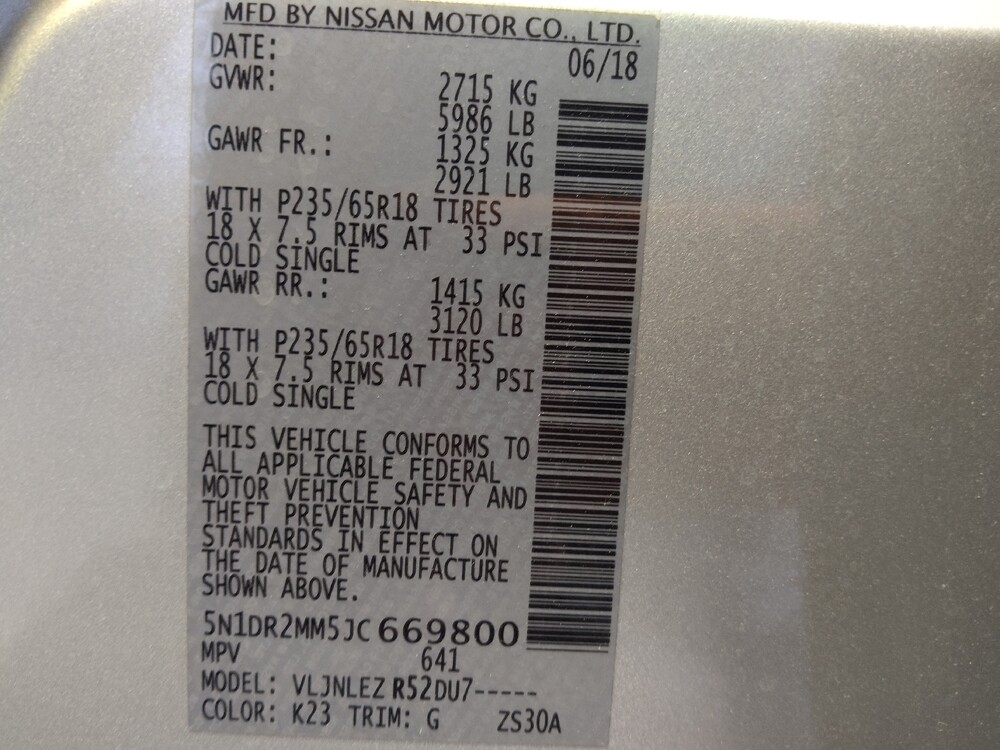 MFD BY NISSAN MOTOR CO., LTD.
DATE: 06/18
GVWR: 2715 KG
5986 LB
GAWR FR.: 1325 KG
2921 LB
WITH P235/65R18 TIRES
18 X 7.5 RIMS AT 33 PSI
COLD SINGLE
GAWR RR.: 1415 KG
3120 LB
WITH P235/65R18 TIRES
18 X 7.5 RIMS AT 33 PSI
COLD SINGLE
THIS VEHICLE CONFORMS TO
ALL APPLICABLE FEDERAL
MOTOR VEHICLE SAFETY AND
THEFT PREVENTION
STANDARDS IN EFFECT ON
THE DATE OF MANUFACTURE
SHOWN ABOVE.
5N1DR2MM5JC669800
MPV 641
MODEL: VLJNLEZ R52DU7-----
COLOR: K23 TRIM: G ZS30A